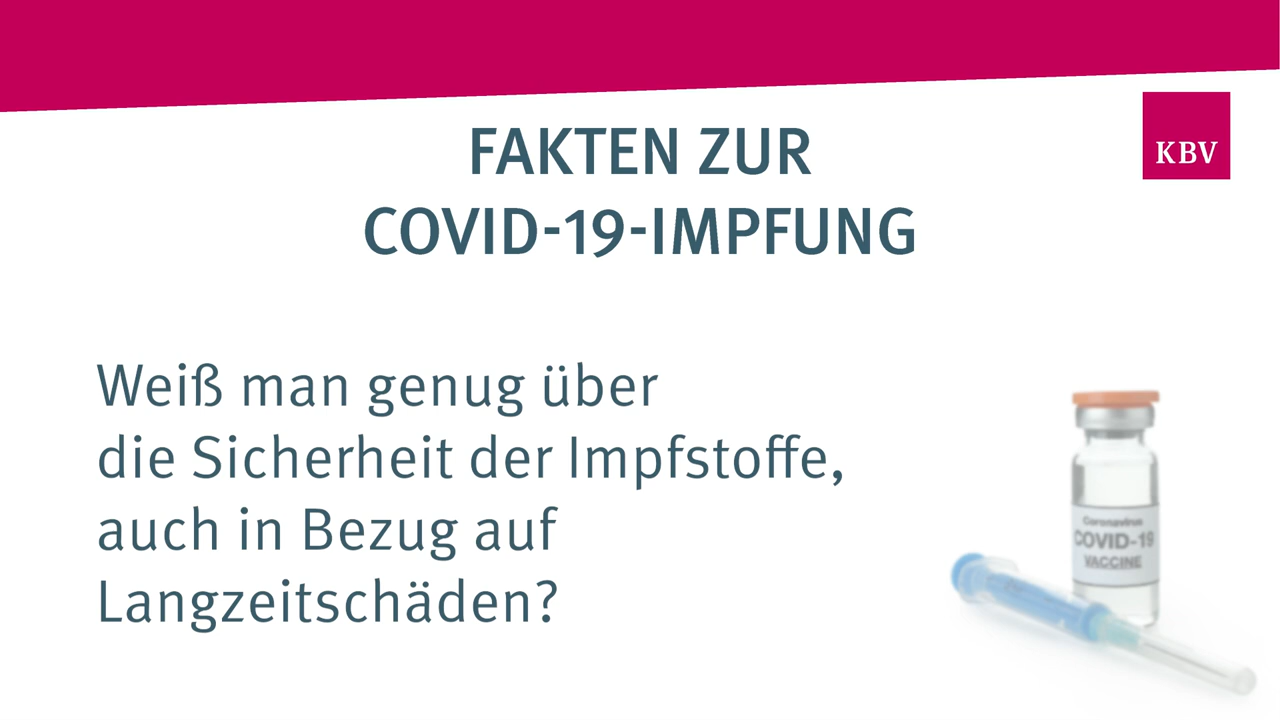 FAKTEN ZUR
COVID-19-IMPFUNG
KBV
Weiß man genug über
die Sicherheit der Impfstoffe,
auch in Bezug auf
Langzeitschäden?
Coronavirus
COVID-19
VACCINE